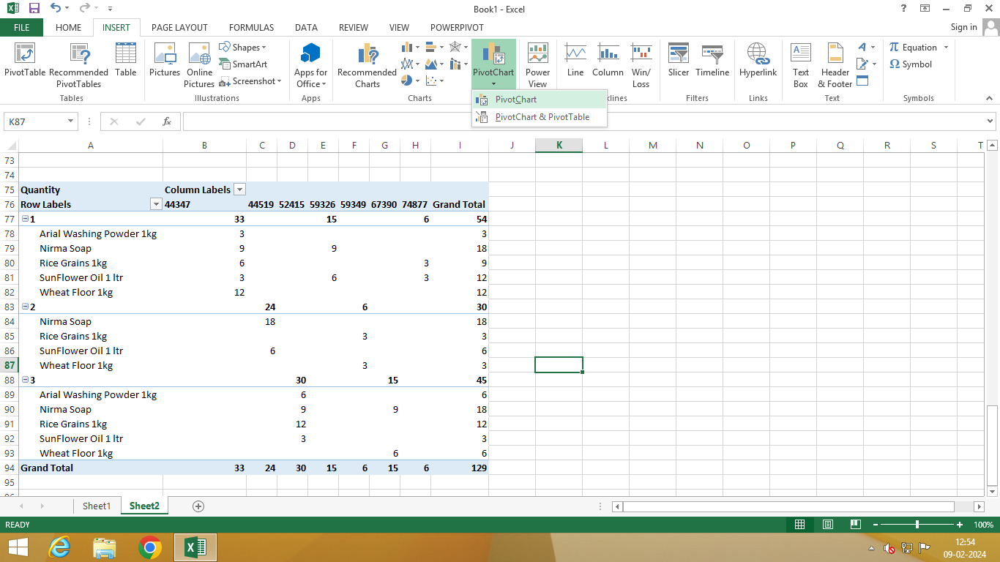 Book1 - Excel
FILE HOME INSERT PAGE LAYOUT FORMULAS DATA REVIEW VIEW POWERPIVOT Sign in
PivotTable Recommended PivotTables Table
Tables
Pictures Online Pictures Shapes SmartArt Screenshot
Illustrations
Apps for Office
Apps
Recommended Charts
PivotChart
Charts
Power View
Line Column Win/Loss
klines
Slicer Timeline
Filters
Hyperlink
Links
Text Box Header & Footer
Text
Equation
Symbol
Symbols
PivotChart
PivotChart & PivotTable
K87 fx
A B C D E F G H I J K L M N O P Q R S T
73
74
75 Quantity Column Labels
76 Row Labels 44347 44519 52415 59326 59349 67390 74877 Grand Total
77 1 33 15 6 54
78 Arial Washing Powder 1kg 3 3
79 Nirma Soap 9 9 18
80 Rice Grains 1kg 6 3 9
81 SunFlower Oil 1 ltr 3 6 3 12
82 Wheat Floor 1kg 12 12
83 2 24 6 30
84 Nirma Soap 18 18
85 Rice Grains 1kg 3 3
86 SunFlower Oil 1 ltr 6 6
87 Wheat Floor 1kg 3 3
88 3 30 15 45
89 Arial Washing Powder 1kg 6 6
90 Nirma Soap 9 9 18
91 Rice Grains 1kg 12 12
92 SunFlower Oil 1 ltr 3 3
93 Wheat Floor 1kg 6 6
94 Grand Total 33 24 30 15 6 15 6 129
95
Sheet1 Sheet2
READY 100%
12:54
09-02-2024